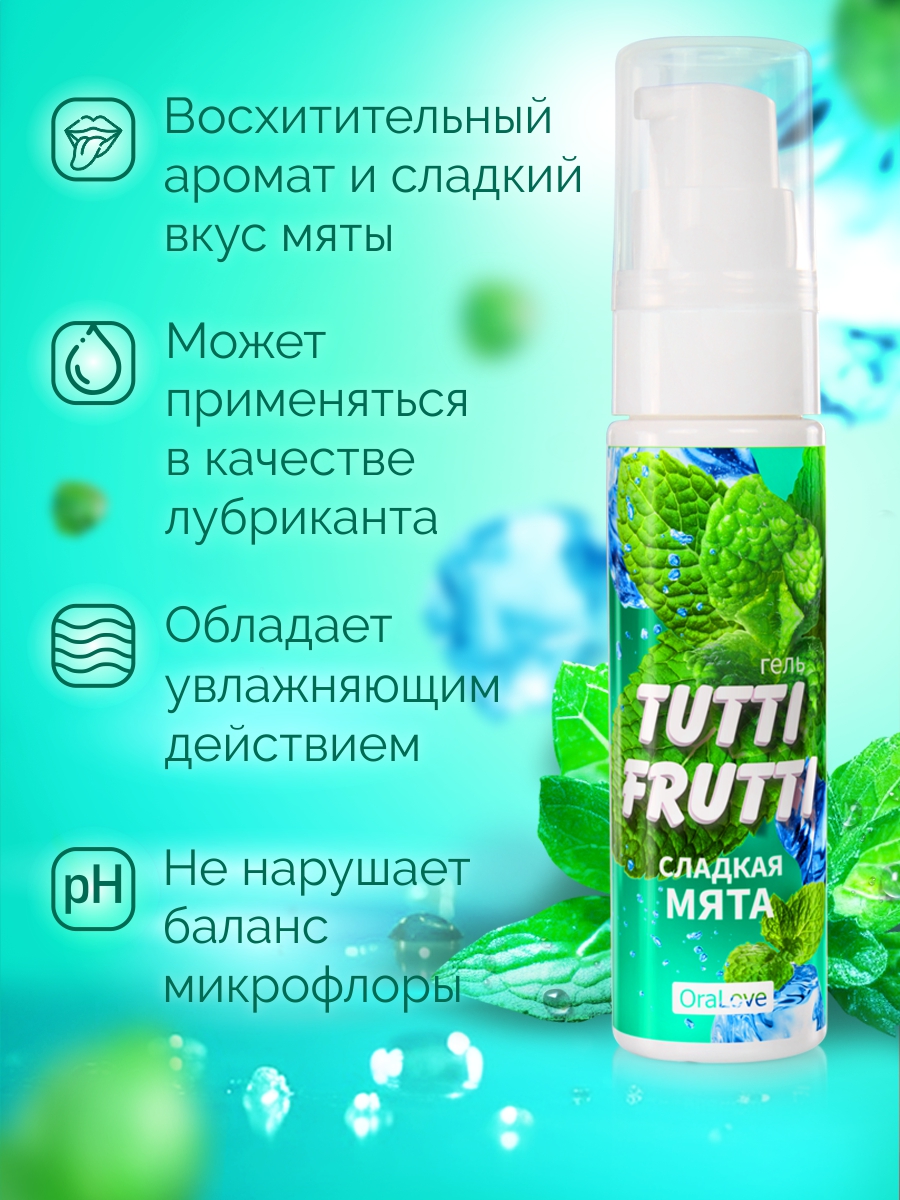 Восхитительный
аромат и сладкий
вкус мяты
Может
применяться
в качестве
лубриканта
Обладает
увлажняющим
действием
pH
Не нарушает
баланс
микрофлоры
гель
TUTTI
FRUTTI
СЛАДКАЯ
МЯТА
OraLove